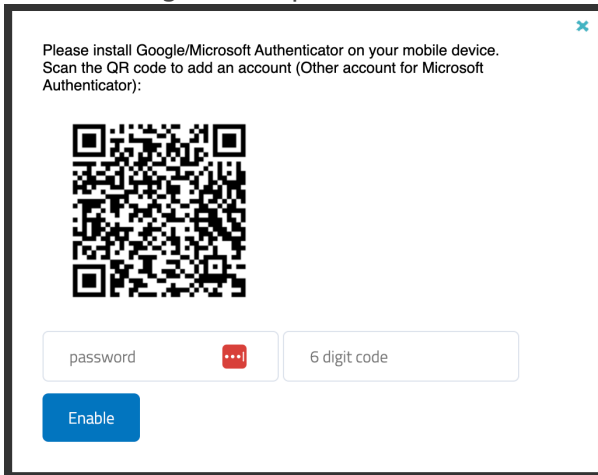 Please install Google/Microsoft Authenticator on your mobile device.
Scan the QR code to add an account (Other account for Microsoft
Authenticator):
password
6 digit code
Enable